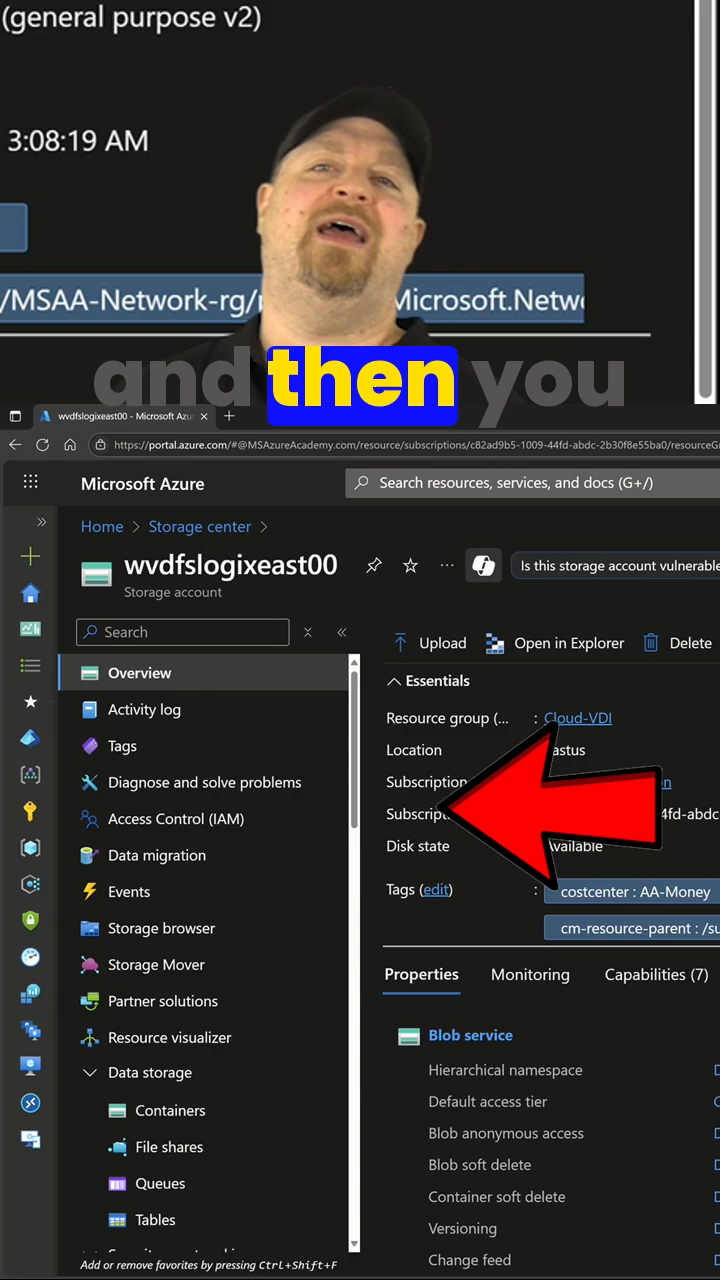 (general purpose v2)
3:08:19 AM
/MSAA-Network-rg/
Microsoft.Netwo
and then you
wvdfslogixeast00 - Microsoft Azu
https://portal.azure.com/#@MSAzureAcademy.com/resource/subscriptions/c82ad9b5-1009-44fd-abdc-2b30f8e55ba0/resourceGr
Microsoft Azure
Search resources, services, and docs (G+/)
Home > Storage center >
wvdfslogixeast00
Is this storage account vulnerable
Storage account
Search
Upload
Open in Explorer
Delete
Overview
Essentials
Activity log
Resource group (...
: Cloud-VDI
Tags
Location
astus
Diagnose and solve problems
Subscription
n
Access Control (IAM)
Subscript
4fd-abdc
Data migration
Disk state
Available
Events
Tags (edit)
:
costcenter : AA-Money
Storage browser
cm-resource-parent : /su
Storage Mover
Properties
Monitoring
Capabilities (7)
Partner solutions
Resource visualizer
Blob service
Data storage
Hierarchical namespace
Containers
Default access tier
File shares
Blob anonymous access
Queues
Blob soft delete
Tables
Container soft delete
Versioning
Change feed
Add or remove favorites by pressing Ctrl+Shift+F